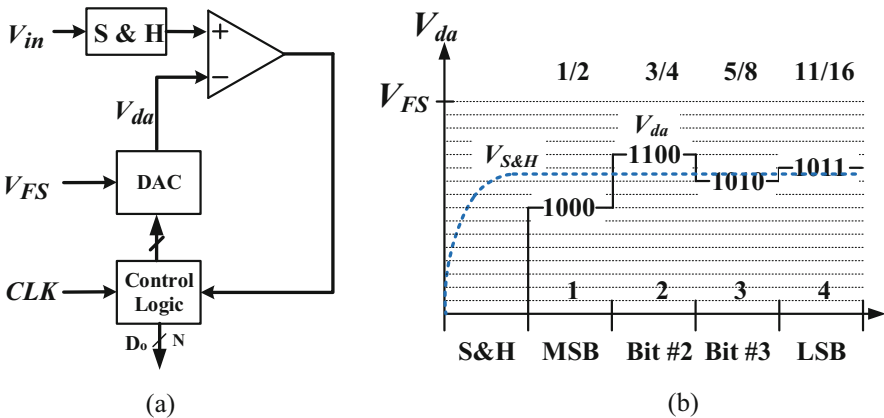 V_in
S & H
+
−
V_da
V_FS
DAC
CLK
Control
Logic
D_o
N
(a)
V_da
1/2 3/4 5/8 11/16
V_FS
V_S&H
V_da
1100
1011
1010
1000
1 2 3 4
S&H MSB Bit #2 Bit #3 LSB
(b)